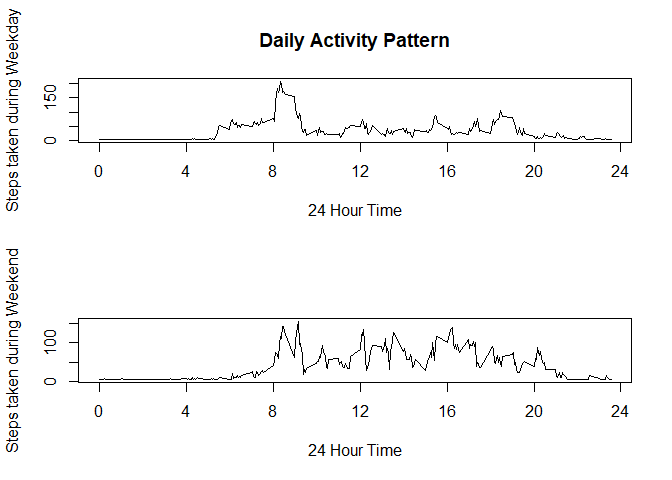 Daily Activity Pattern
Steps taken during Weekday
150
0
0 4 8 12 16 20 24
24 Hour Time
Steps taken during Weekend
100
0
0 4 8 12 16 20 24
24 Hour Time